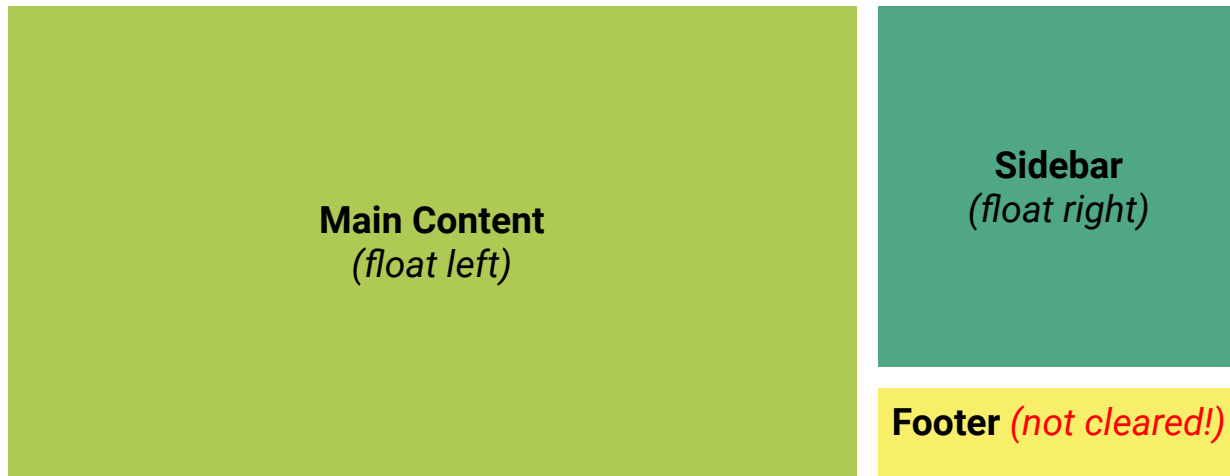 Main Content
(float left)
Sidebar
(float right)
Footer (not cleared!)